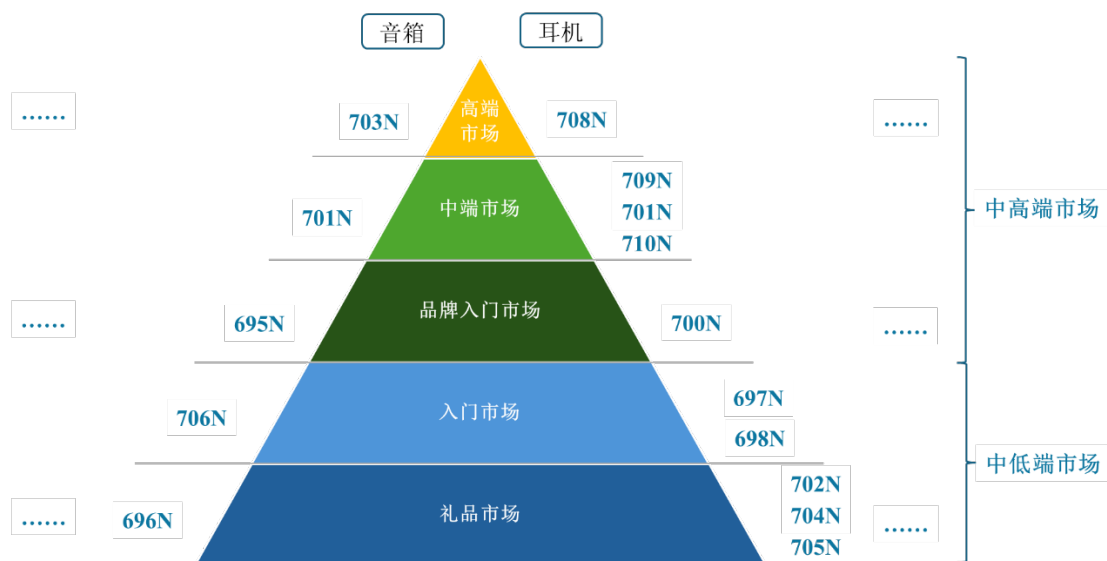 音箱
耳机
……
703N
高端
市场
708N
……
701N
中端市场
709N
701N
710N
中高端市场
……
695N
品牌入门市场
700N
……
706N
入门市场
697N
698N
中低端市场
……
696N
礼品市场
702N
704N
705N
……